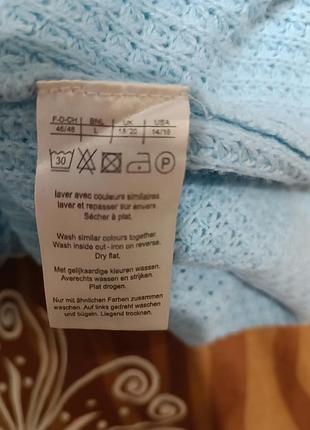 F-D-CH BNL UK USA
46/48 L 18/20 14/16
30 P
laver avec couleurs similaires
laver et repasser sur envers
Sécher à plat.
Wash similar colours together.
Wash inside out - iron on reverse.
Dry flat.
Met gelijkaardige kleuren wassen.
Averechts wassen en strijken.
Plat drogen.
Nur mit ähnlichen Farben zusammen
waschen. Auf links gedreht waschen
und bügeln. Liegend trocknen.